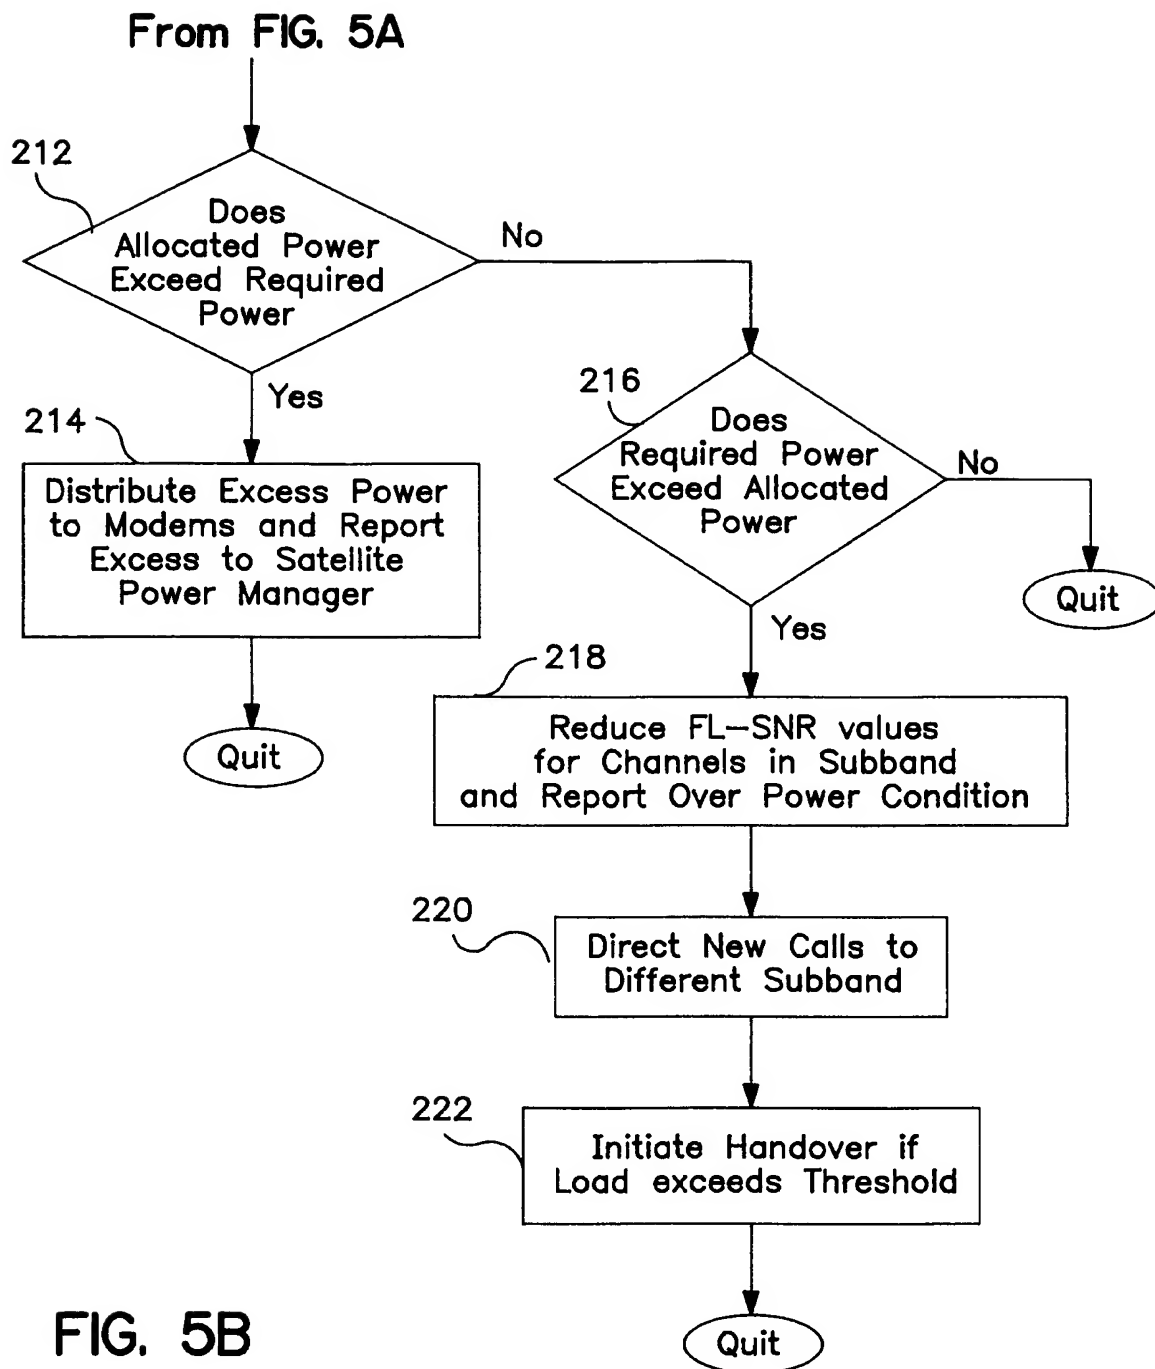 From FIG. 5A
212
Does
Allocated Power
Exceed Required
Power
No
Yes
214
Distribute Excess Power
to Modems and Report
Excess to Satellite
Power Manager
Quit
216
Does
Required Power
Exceed Allocated
Power
No
Quit
Yes
218
Reduce FL-SNR values
for Channels in Subband
and Report Over Power Condition
220
Direct New Calls to
Different Subband
222
Initiate Handover if
Load exceeds Threshold
Quit
FIG. 5B